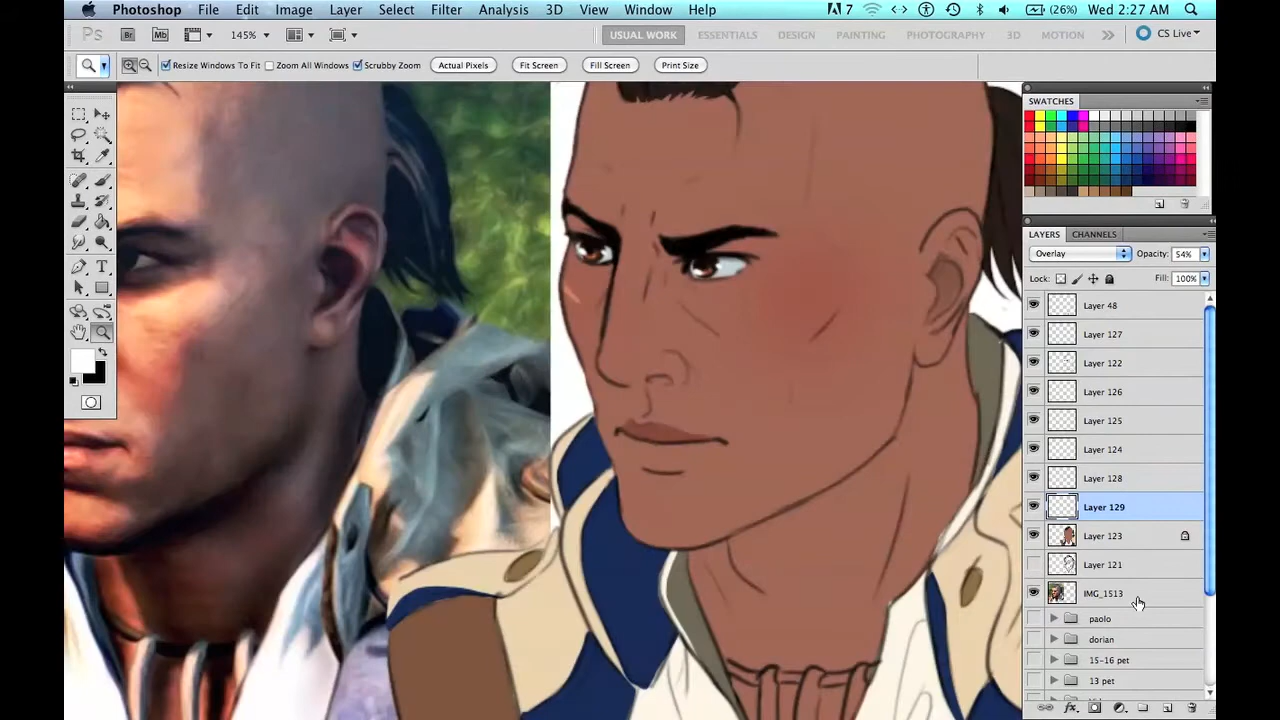 Photoshop File Edit Image Layer Select Filter Analysis 3D View Window Help 7 (26%) Wed 2:27 AM
Ps Br Mb 145% USUAL WORK ESSENTIALS DESIGN PAINTING PHOTOGRAPHY 3D MOTION CS Live
Resize Windows To Fit Zoom All Windows Scrubby Zoom Actual Pixels Fit Screen Fill Screen Print Size
SWATCHES
LAYERS CHANNELS
Overlay Opacity: 54%
Lock: Fill: 100%
Layer 48
Layer 127
Layer 122
Layer 126
Layer 125
Layer 124
Layer 128
Layer 129
Layer 123
Layer 121
IMG_1513
paolo
dorian
15-16 pet
13 pet